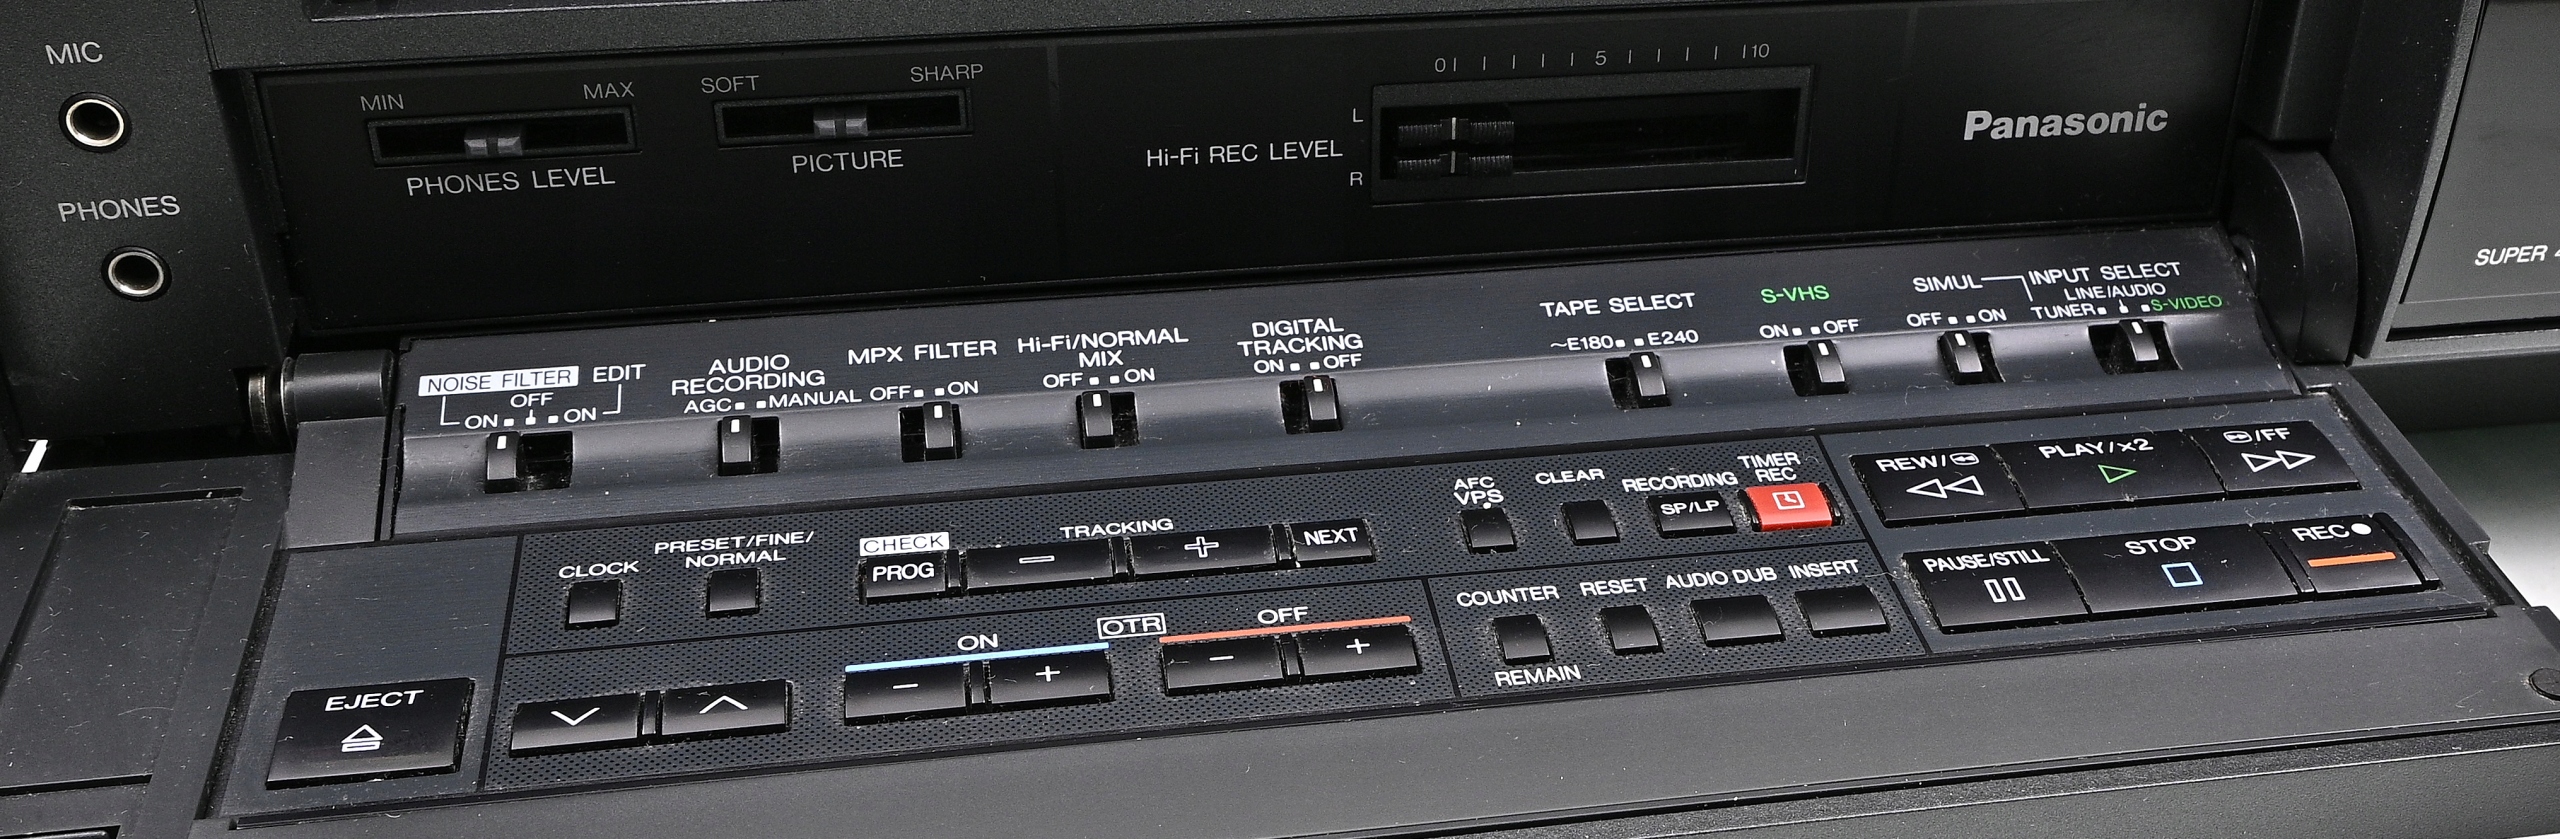 MIC
PHONES
MIN MAX
PHONES LEVEL
SOFT SHARP
PICTURE
0 5 10
Hi-Fi REC LEVEL
L
R
Panasonic
SUPER
NOISE FILTER EDIT
OFF
ON ON
AUDIO
RECORDING
AGC MANUAL
MPX FILTER
OFF ON
Hi-Fi/NORMAL
MIX
OFF ON
DIGITAL
TRACKING
ON OFF
TAPE SELECT
~E180 E240
S-VHS
ON OFF
SIMUL
OFF ON
INPUT SELECT
LINE/AUDIO
TUNER S-VIDEO
CLOCK
PRESET/FINE/
NORMAL
CHECK
PROG
TRACKING
− +
NEXT
AFC
VPS
CLEAR
RECORDING
SP/LP
TIMER
REC
REW/
PLAY/x2
/FF
PAUSE/STILL
STOP
REC
EJECT
ON
− +
OTR
OFF
− +
COUNTER
REMAIN
RESET
AUDIO DUB
INSERT